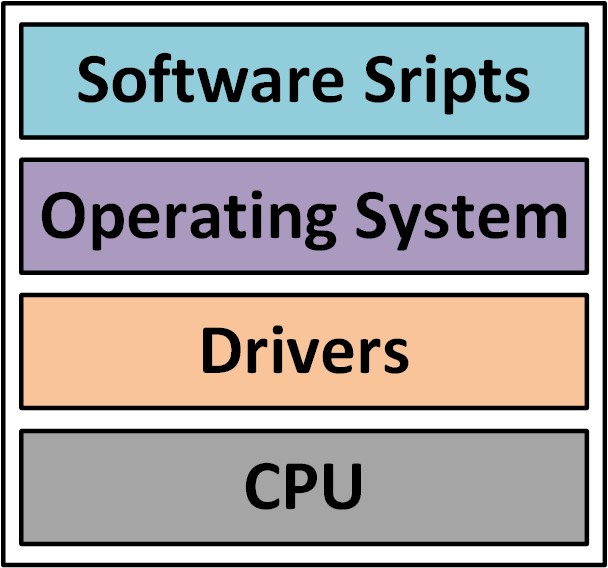 Software Sripts
Operating System
Drivers
CPU